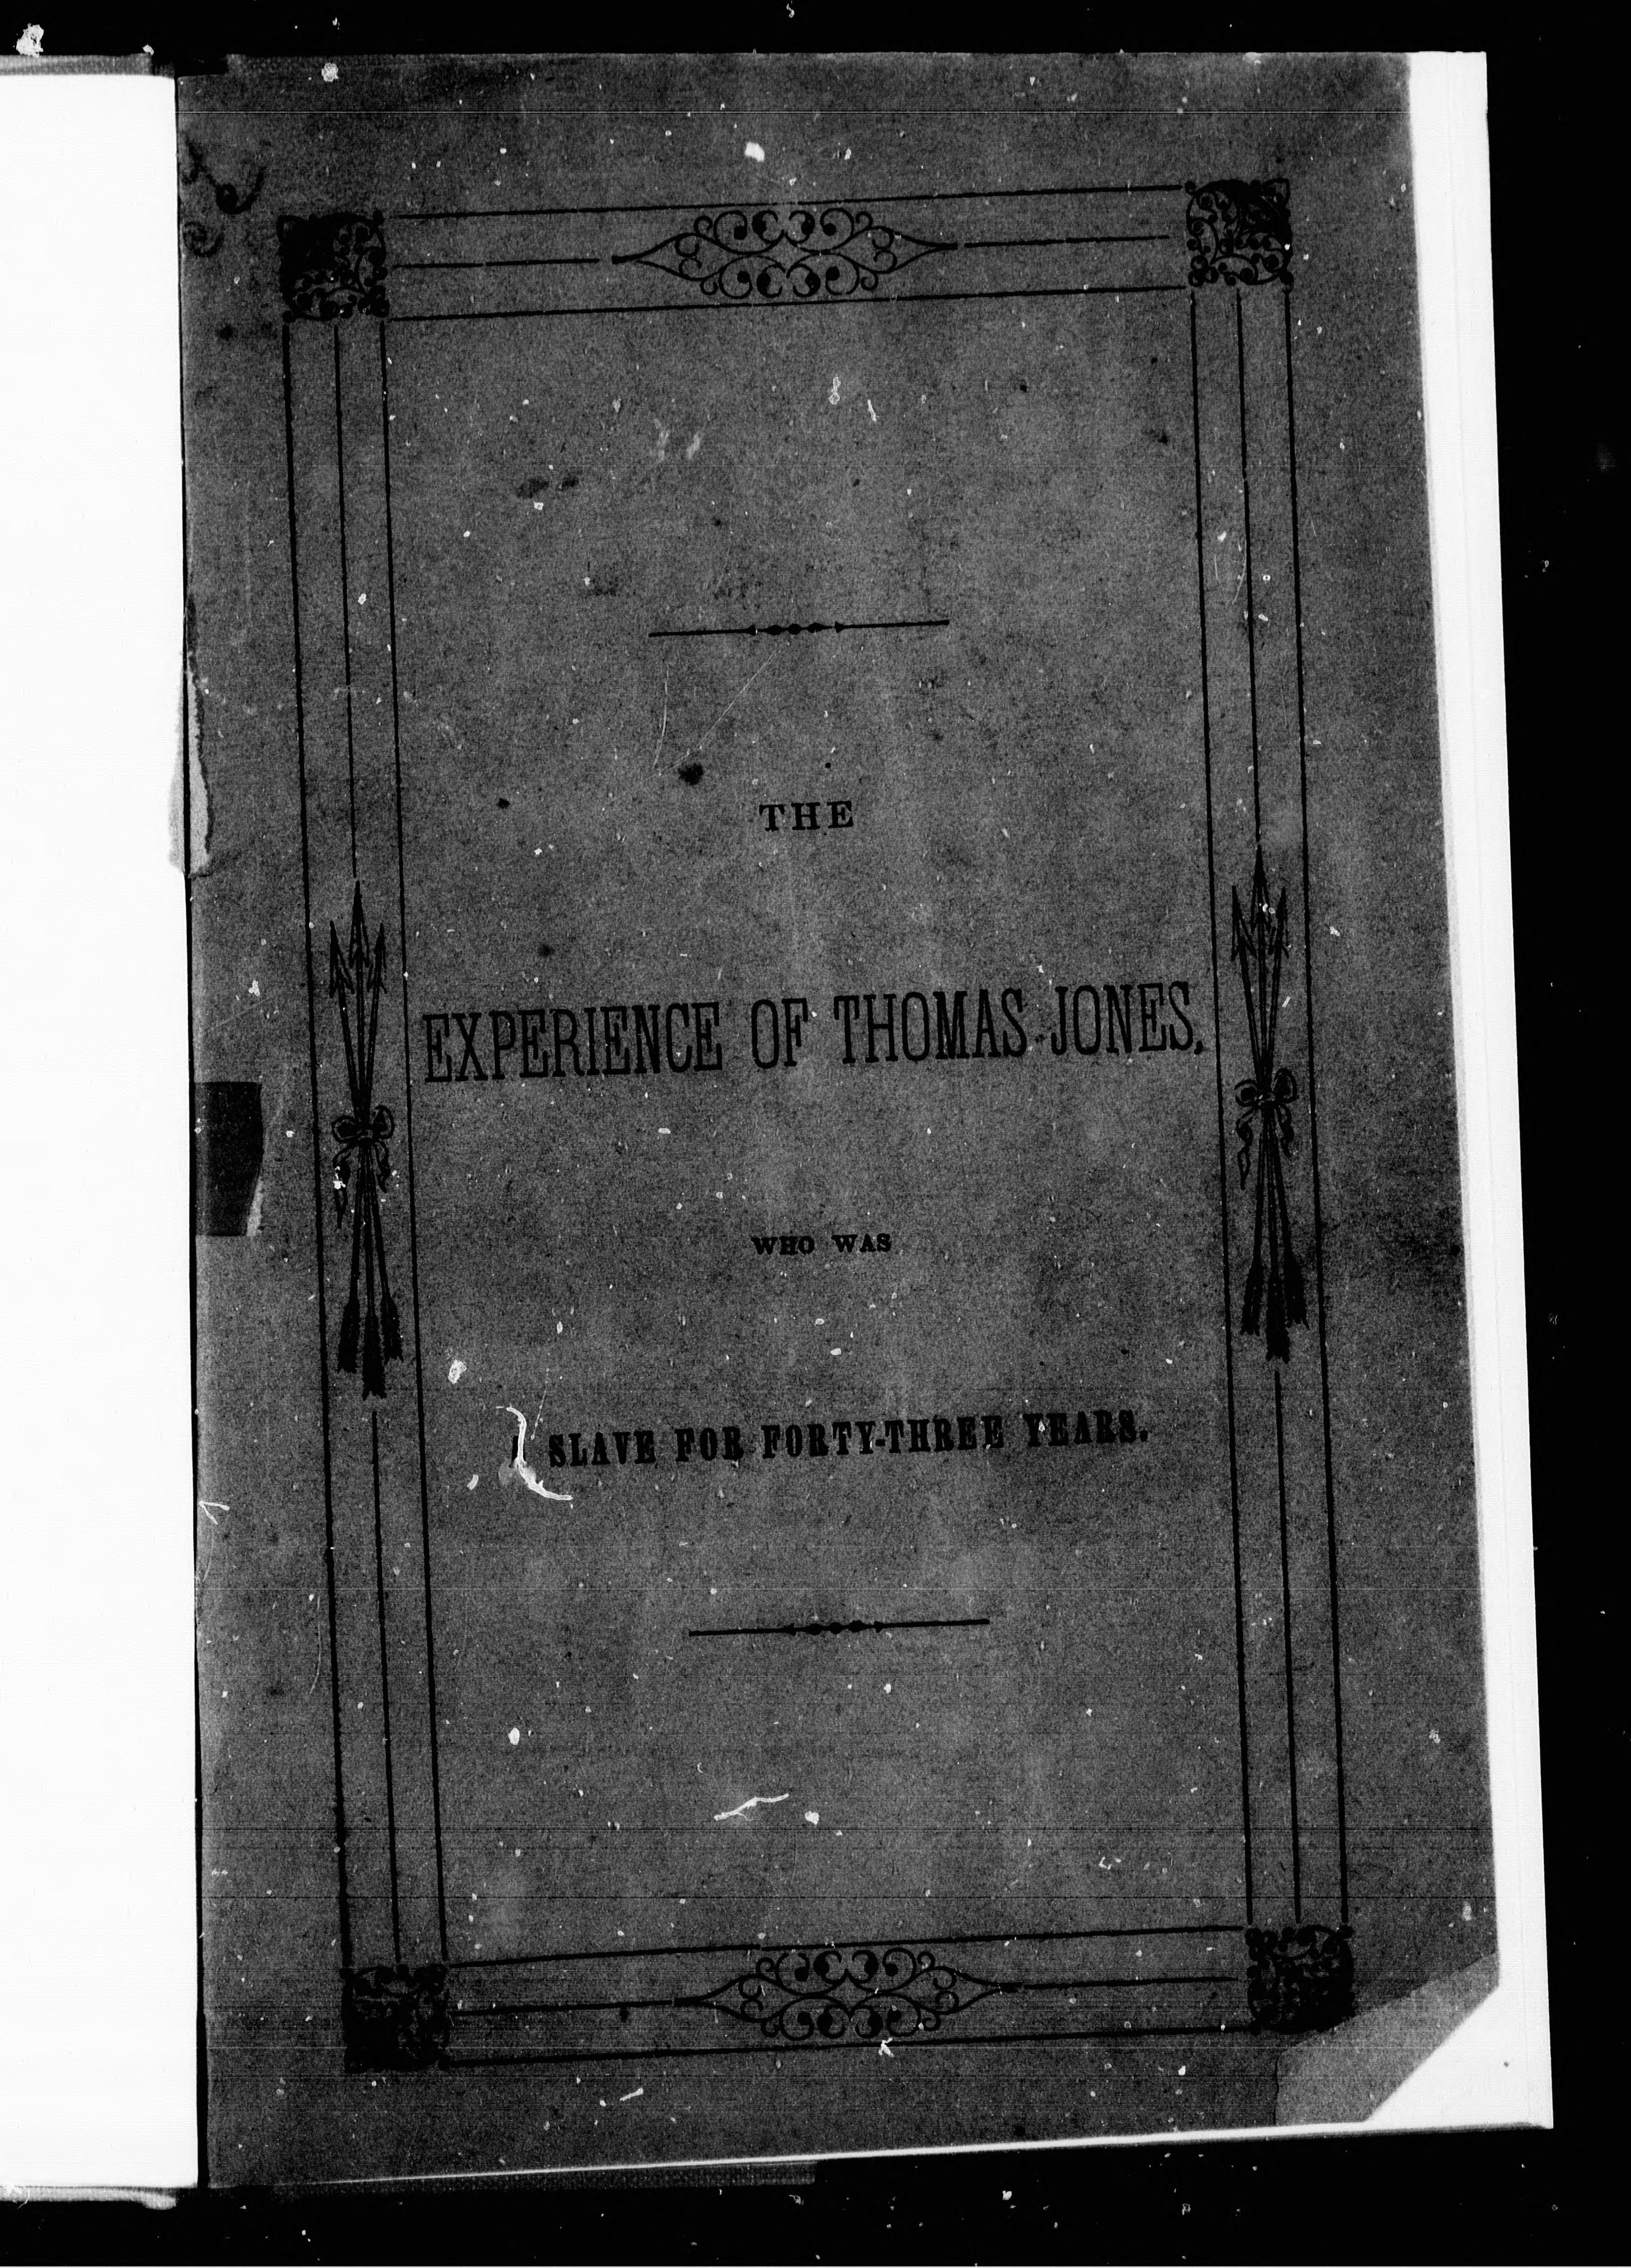 THE
EXPERIENCE OF THOMAS JONES,
WHO WAS
SLAVE FOR FORTY-THREE YEARS.